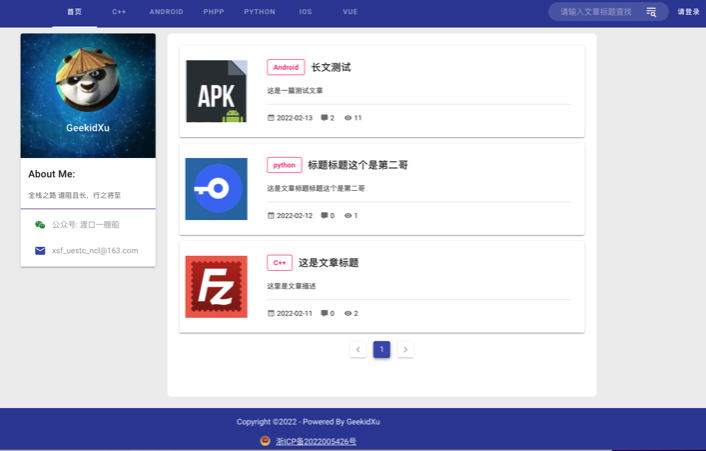 首页 C++ ANDROID PHPP PYTHON IOS VUE 请输入文章标题查找 请登录
GeekidXu
About Me:
全栈之路 道阻且长，行之将至
公众号: 渡口一艘船
xsf_uestc_ncl@163.com
Android 长文测试
这是一篇测试文章
2022-02-13 2 11
python 标题标题这个是第二哥
这是文章标题标题这个是第二哥
2022-02-12 0 1
C++ 这是文章标题
这里是文章描述
2022-02-11 0 2
1
Copyright ©2022 - Powered By GeekidXu
浙ICP备2022005426号
APK
Fz